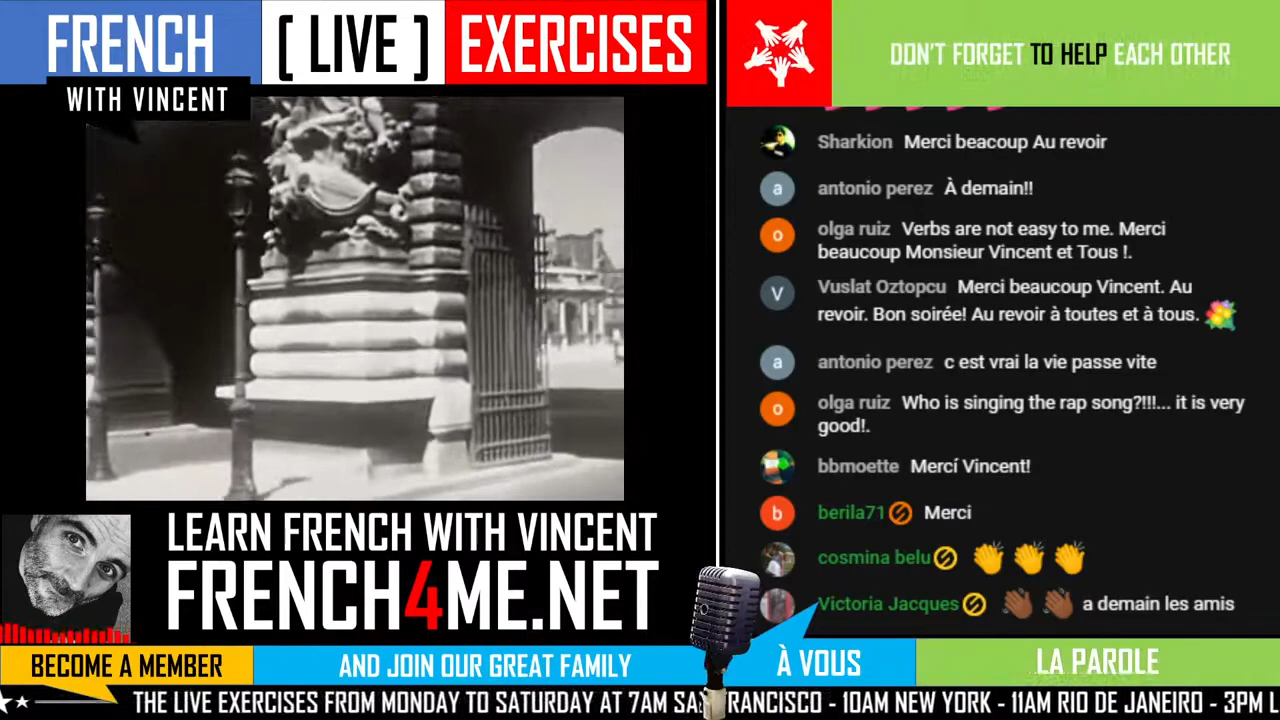 FRENCH
[ LIVE ]
EXERCISES
WITH VINCENT
DON'T FORGET TO HELP EACH OTHER
Sharkion Merci beacoup Au revoir
a antonio perez À demain!!
o olga ruiz Verbs are not easy to me. Merci
beaucoup Monsieur Vincent et Tous !.
V Vuslat Oztopcu Merci beaucoup Vincent. Au
revoir. Bon soirée! Au revoir à toutes et à tous.
a antonio perez c est vrai la vie passe vite
o olga ruiz Who is singing the rap song?!!!... it is very
good!.
bbmoette Mercí Vincent!
b berila71 Merci
cosmina belu
Victoria Jacques a demain les amis
LEARN FRENCH WITH VINCENT
FRENCH4ME.NET
BECOME A MEMBER
AND JOIN OUR GREAT FAMILY
À VOUS
LA PAROLE
THE LIVE EXERCISES FROM MONDAY TO SATURDAY AT 7AM SA RANCISCO - 10AM NEW YORK - 11AM RIO DE JANEIRO - 3PM L